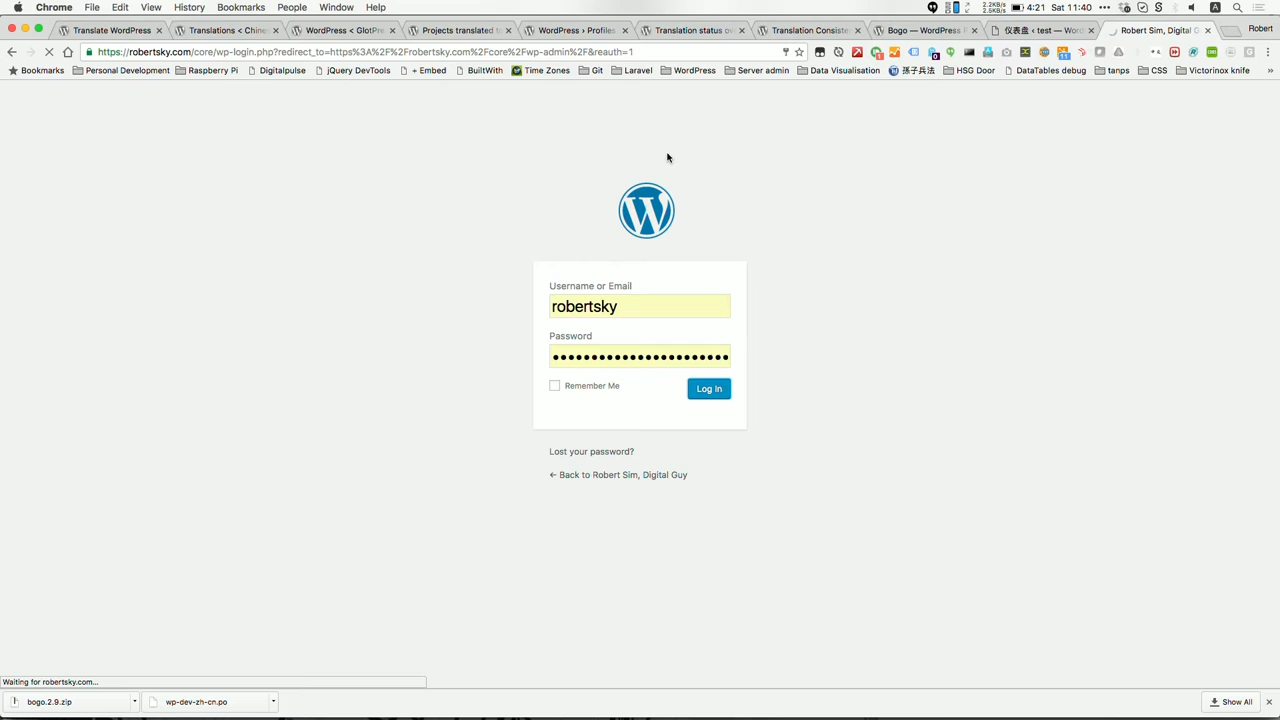 Chrome File Edit View History Bookmarks People Window Help 2.2KB/s 2.5KB/s 4:21 Sat 11:40
Translate WordPress Translations < Chine WordPress < GlotPre Projects translated t WordPress › Profiles Translation status ov Translation Consiste Bogo — WordPress P 仪表盘 ‹ test — Word Robert Sim, Digital G Robert
https://robertsky.com/core/wp-login.php?redirect_to=https%3A%2F%2Frobertsky.com%2Fcore%2Fwp-admin%2F&reauth=1
Bookmarks Personal Development Raspberry Pi Digitalpulse jQuery DevTools + Embed BuiltWith Time Zones Git Laravel WordPress Server admin Data Visualisation 孫子兵法 HSG Door DataTables debug tanps CSS Victorinox knife »
Username or Email
robertsky
Password
Remember Me Log In
Lost your password?
← Back to Robert Sim, Digital Guy
Waiting for robertsky.com...
bogo.2.9.zip wp-dev-zh-cn.po Show All